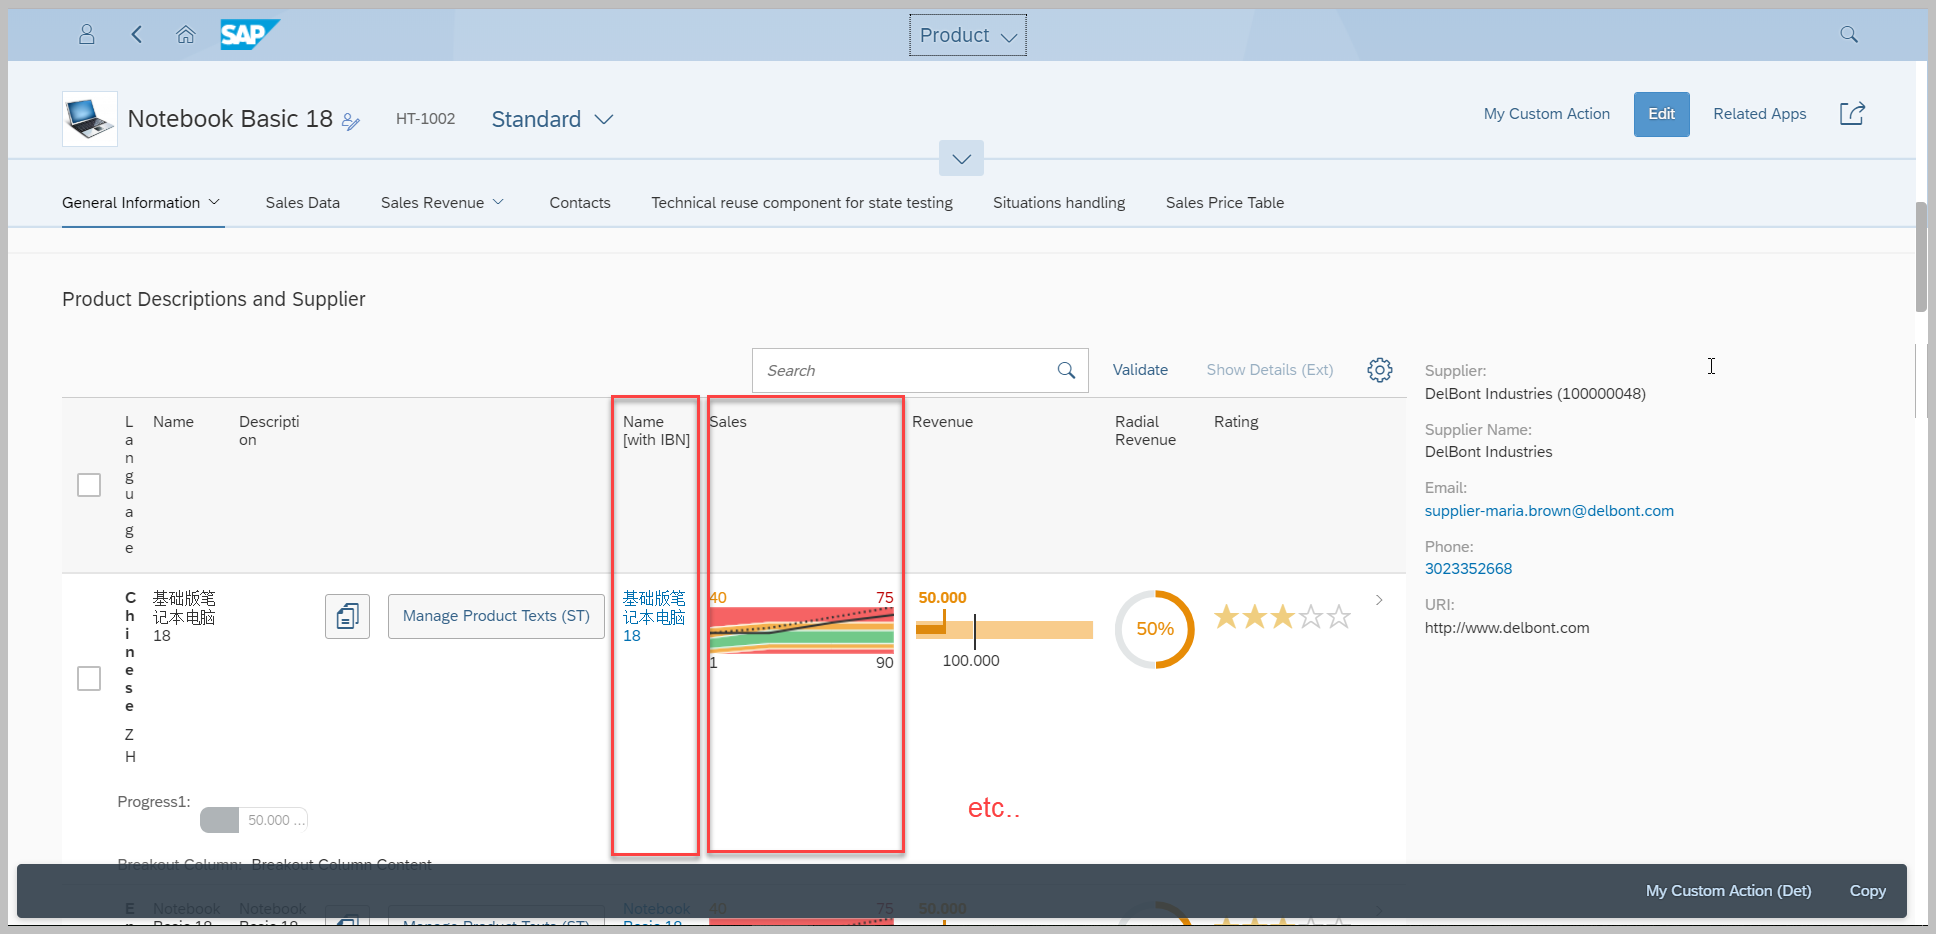 SAP
Product
Notebook Basic 18
HT-1002
Standard
My Custom Action
Edit
Related Apps
General Information
Sales Data
Sales Revenue
Contacts
Technical reuse component for state testing
Situations handling
Sales Price Table
Product Descriptions and Supplier
Search
Validate
Show Details (Ext)
Language
Name
Descripti
on
Name
[with IBN]
Sales
Revenue
Radial
Revenue
Rating
Chinese
ZH
基础版笔
记本电脑
18
Manage Product Texts (ST)
基础版笔
记本电脑
18
40
75
1
90
50.000
100.000
50%
Progress1:
50.000 ...
etc..
Breakout Column: Breakout Column Content
Supplier:
DelBont Industries (100000048)
Supplier Name:
DelBont Industries
Email:
supplier-maria.brown@delbont.com
Phone:
3023352668
URI:
http://www.delbont.com
My Custom Action (Det)
Copy
E
Notebook
Basic 18
Notebook
Basic 18
Manage Product Texts (ST)
Notebook
Basic 18
40
75
50.000